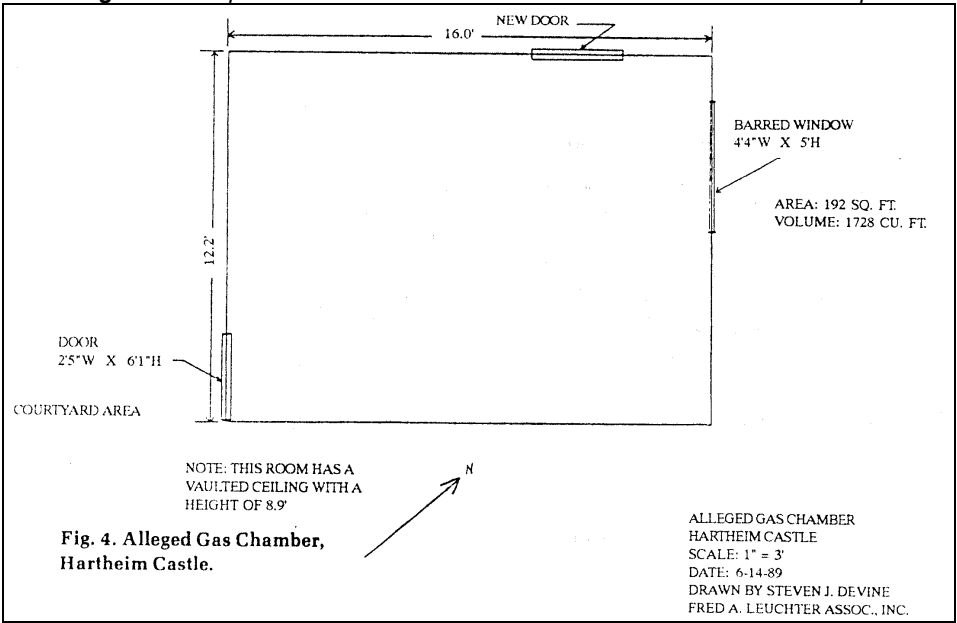 NEW DOOR
16.0'
BARRED WINDOW
4'4"W X 5'H
AREA: 192 SQ. FT.
VOLUME: 1728 CU. FT.
12.2'
DOOR
2'5"W X 6'1"H
COURTYARD AREA
NOTE: THIS ROOM HAS A
VAULTED CEILING WITH A
HEIGHT OF 8.9'
N
Fig. 4. Alleged Gas Chamber,
Hartheim Castle.
ALLEGED GAS CHAMBER
HARTHEIM CASTLE
SCALE: 1" = 3'
DATE: 6-14-89
DRAWN BY STEVEN J. DEVINE
FRED A. LEUCHTER ASSOC., INC.